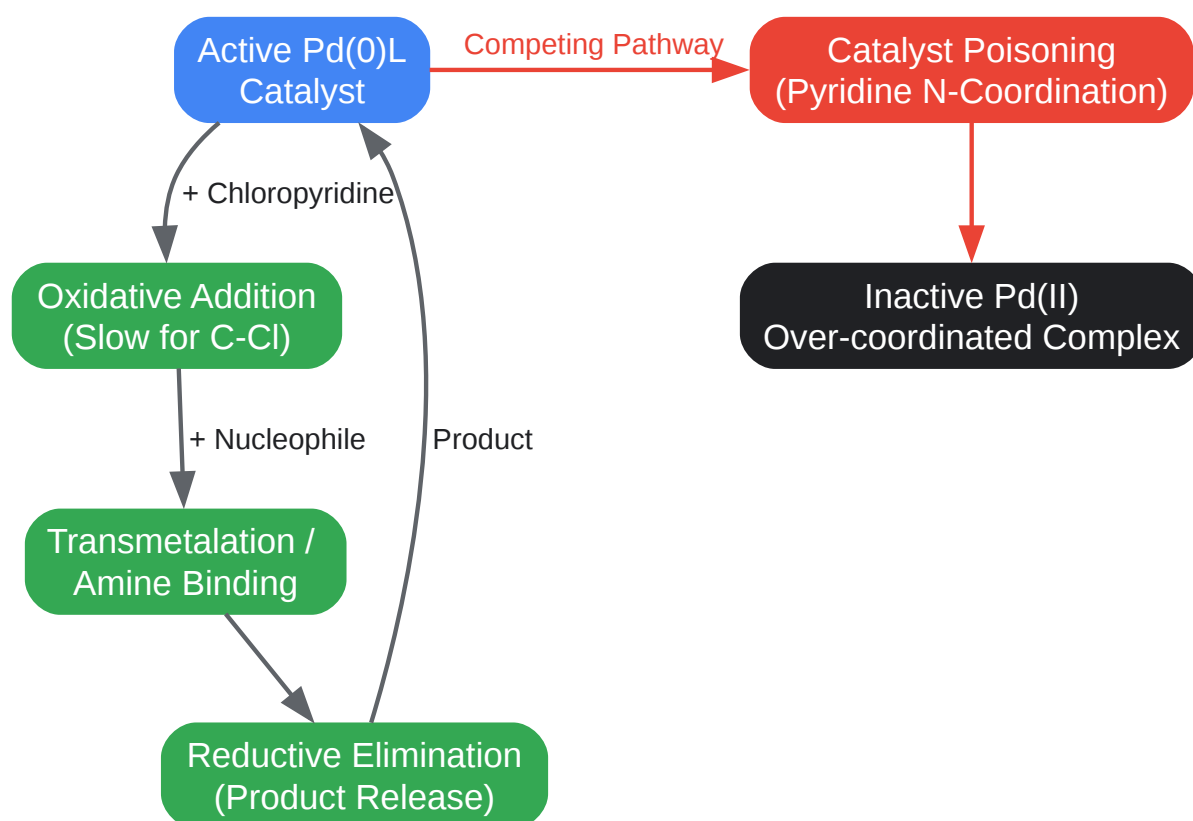 Active Pd(0)L
Catalyst
Competing Pathway
Catalyst Poisoning
(Pyridine N-Coordination)
+ Chloropyridine
Oxidative Addition
(Slow for C-Cl)
Inactive Pd(II)
Over-coordinated Complex
+ Nucleophile
Product
Transmetalation /
Amine Binding
Reductive Elimination
(Product Release)